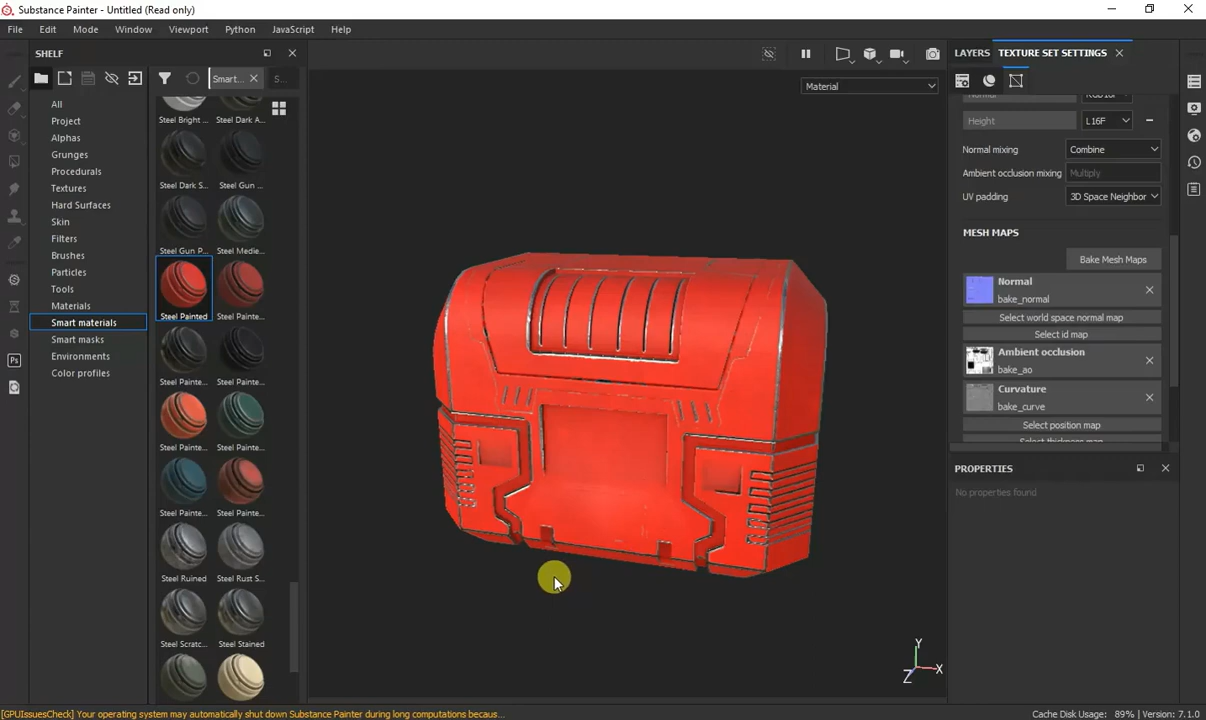 Substance Painter - Untitled (Read only)
File Edit Mode Window Viewport Python JavaScript Help
SHELF
Smart...
S...
All
Project
Alphas
Grunges
Procedurals
Textures
Hard Surfaces
Skin
Filters
Brushes
Particles
Tools
Materials
Smart materials
Smart masks
Environments
Color profiles
Steel Bright ... Steel Dark A...
Steel Dark S... Steel Gun ...
Steel Gun P... Steel Medie...
Steel Painted Steel Painte...
Steel Painte... Steel Painte...
Steel Painte... Steel Painte...
Steel Painte... Steel Painte...
Steel Ruined Steel Rust S...
Steel Scratc... Steel Stained
Material
Y
X
Z
LAYERS TEXTURE SET SETTINGS
Normal RGB16F
Height L16F
Normal mixing Combine
Ambient occlusion mixing Multiply
UV padding 3D Space Neighbor
MESH MAPS
Bake Mesh Maps
Normal
bake_normal
Select world space normal map
Select id map
Ambient occlusion
bake_ao
Curvature
bake_curve
Select position map
Select thickness map
PROPERTIES
No properties found
Ps
[GPUIssuesCheck] Your operating system may automatically shut down Substance Painter during long computations becaus...
Cache Disk Usage: 89% | Version: 7.1.0